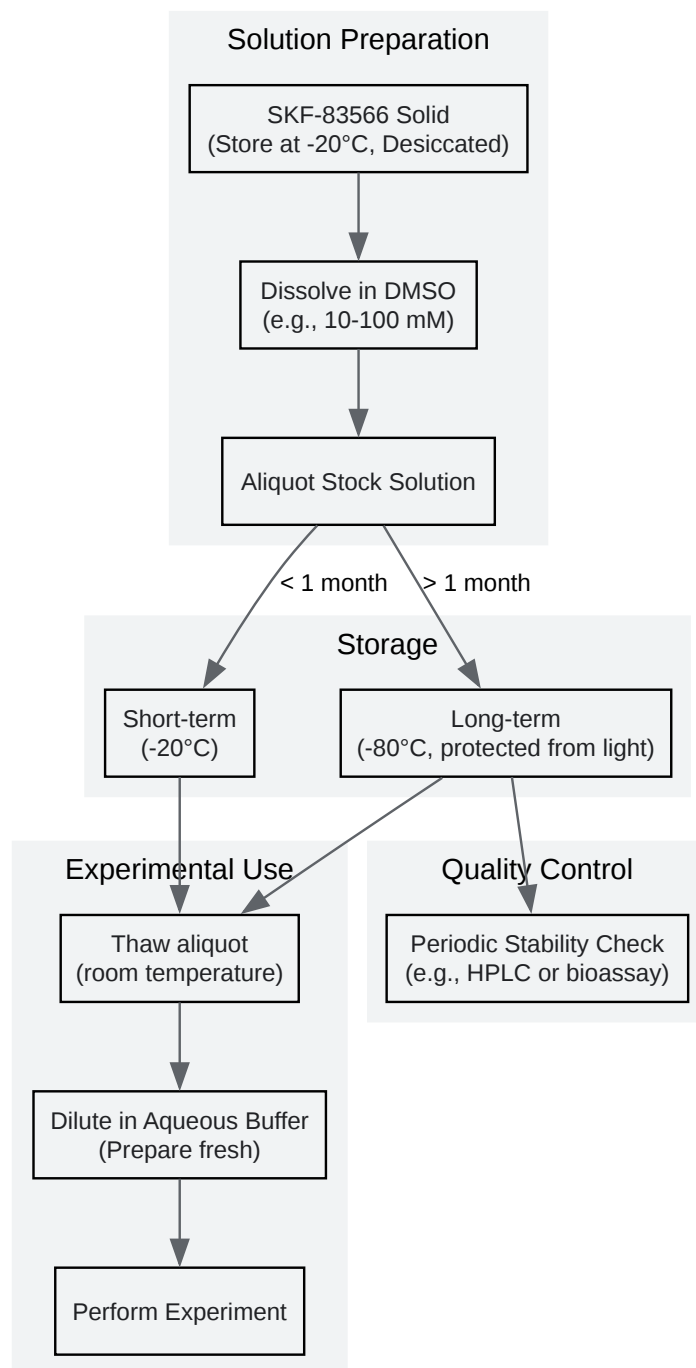 Solution Preparation
SKF-83566 Solid
(Store at -20°C, Desiccated)
Dissolve in DMSO
(e.g., 10-100 mM)
Aliquot Stock Solution
< 1 month
> 1 month
Storage
Short-term
(-20°C)
Long-term
(-80°C, protected from light)
Experimental Use
Quality Control
Thaw aliquot
(room temperature)
Periodic Stability Check
(e.g., HPLC or bioassay)
Dilute in Aqueous Buffer
(Prepare fresh)
Perform Experiment